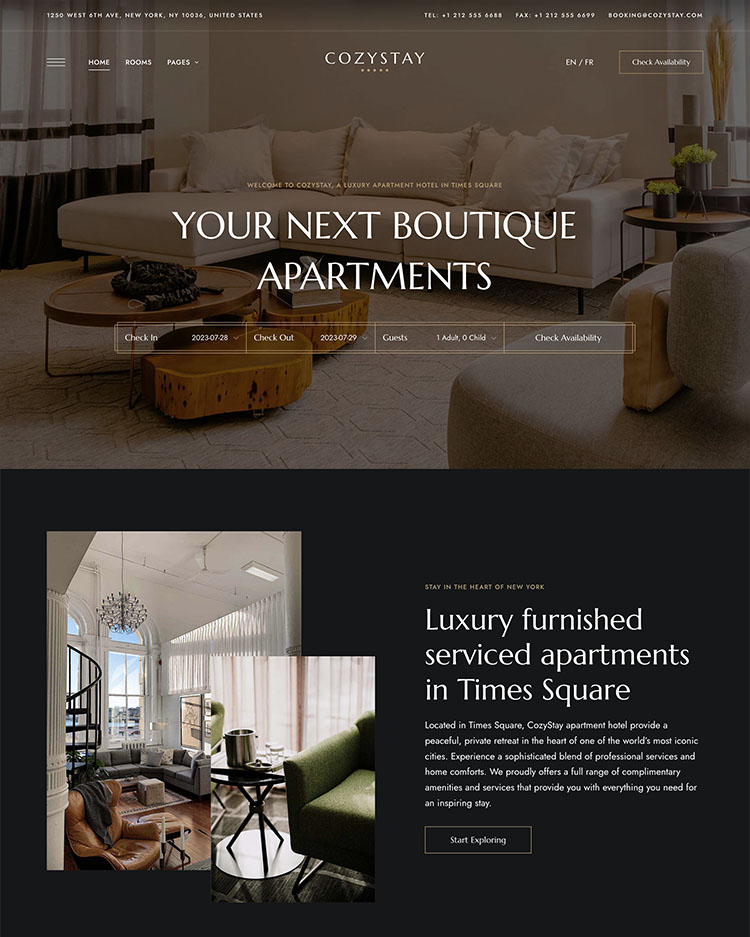 1250 WEST 6TH AVE, NEW YORK, NY 10036, UNITED STATES
TEL: +1 212 555 6688 FAX: +1 212 555 6699 BOOKING@COZYSTAY.COM
HOME ROOMS PAGES
COZYSTAY
EN / FR
Check Availability
WELCOME TO COZYSTAY, A LUXURY APARTMENT HOTEL IN TIMES SQUARE
YOUR NEXT BOUTIQUE
APARTMENTS
Check In 2023-07-28 Check Out 2023-07-29 Guests 1 Adult, 0 Child Check Availability
STAY IN THE HEART OF NEW YORK
Luxury furnished
serviced apartments
in Times Square
Located in Times Square, CozyStay apartment hotel provide a
peaceful, private retreat in the heart of one of the world's most iconic
cities. Experience a sophisticated blend of professional services and
home comforts. We proudly offers a full range of complimentary
amenities and services that provide you with everything you need for
an inspiring stay.
Start Exploring